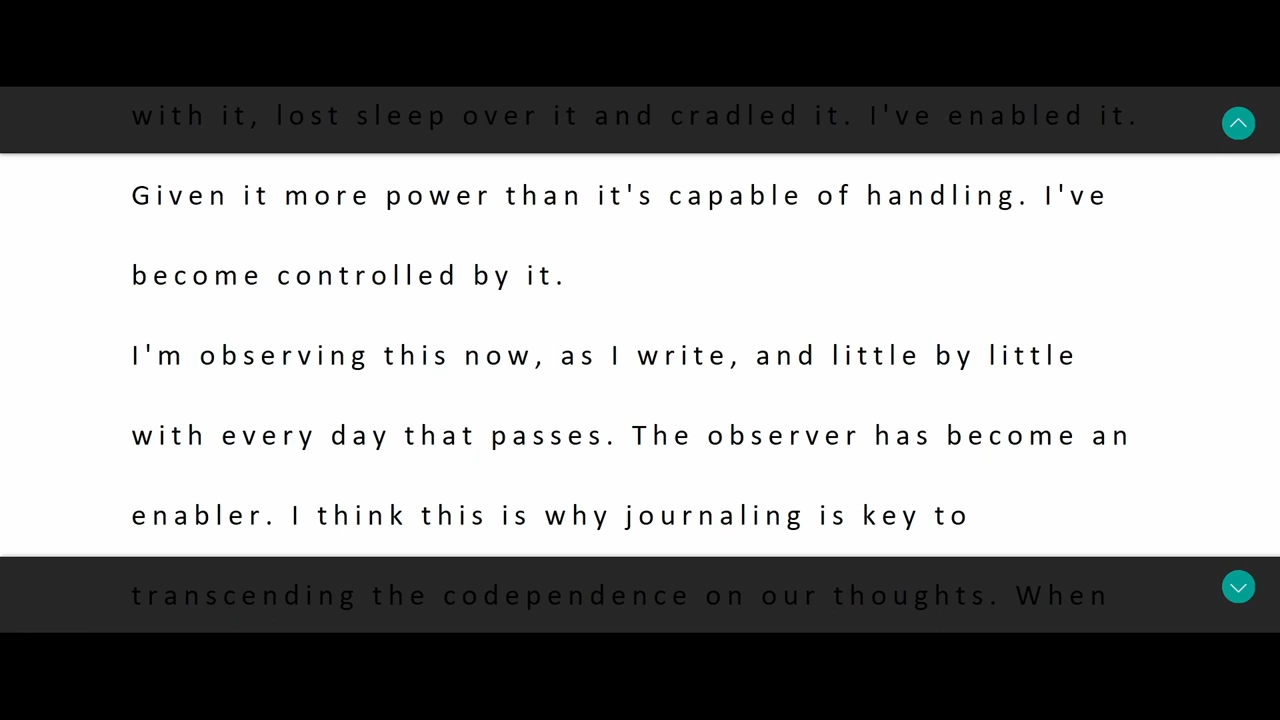 with it, lost sleep over it and cradled it. I've enabled it.
Given it more power than it's capable of handling. I've
become controlled by it.
I'm observing this now, as I write, and little by little
with every day that passes. The observer has become an
enabler. I think this is why journaling is key to
transcending the codependence on our thoughts. When